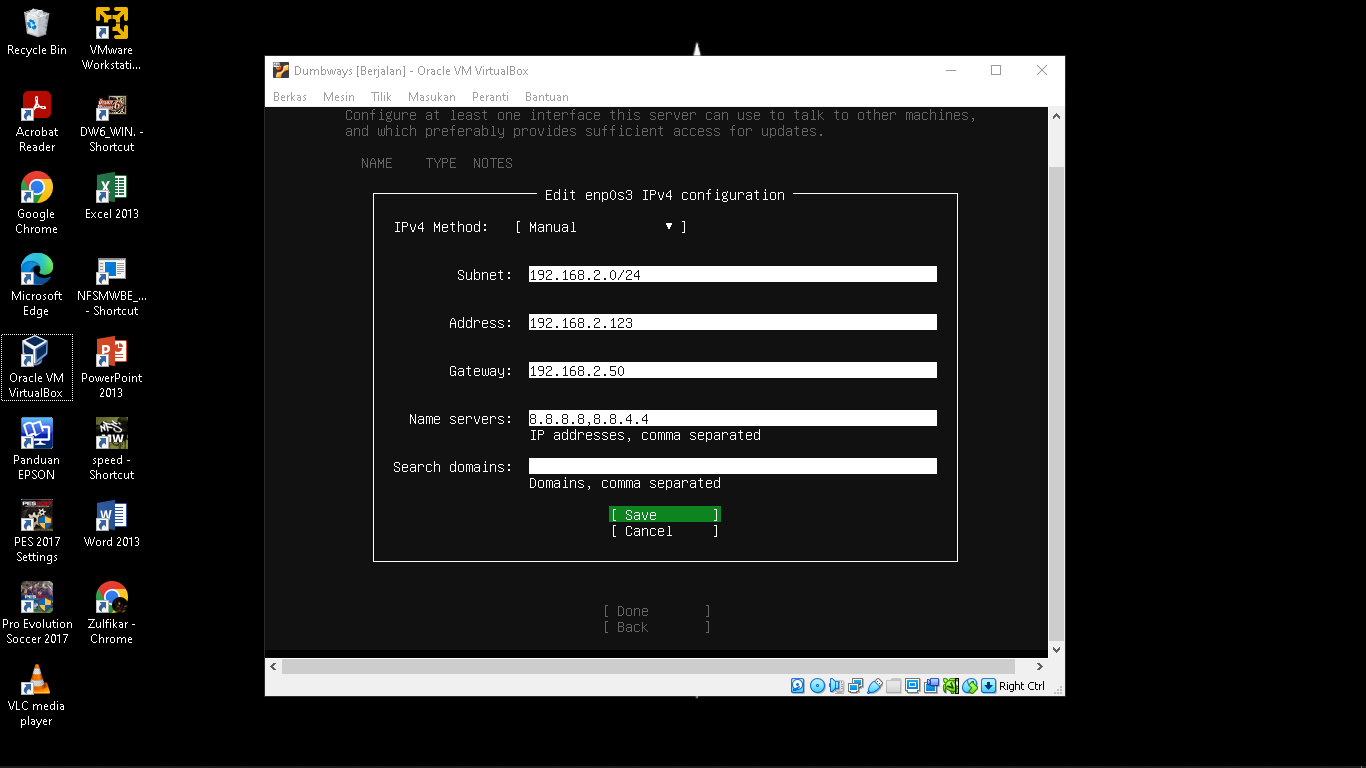 Recycle Bin
VMware
Workstati...
Acrobat
Reader
DW6_WIN. -
Shortcut
Google
Chrome
Excel 2013
Microsoft
Edge
NFSMWBE_...
- Shortcut
Oracle VM
VirtualBox
PowerPoint
2013
Panduan
EPSON
speed -
Shortcut
PES 2017
Settings
Word 2013
Pro Evolution
Soccer 2017
Zulfikar -
Chrome
VLC media
player
Dumbways [Berjalan] - Oracle VM VirtualBox
Berkas Mesin Tilik Masukan Peranti Bantuan
Configure at least one interface this server can use to talk to other machines,
and which preferably provides sufficient access for updates.
NAME TYPE NOTES
Edit enp0s3 IPv4 configuration
IPv4 Method: [ Manual ▼ ]
Subnet: 192.168.2.0/24
Address: 192.168.2.123
Gateway: 192.168.2.50
Name servers: 8.8.8.8,8.8.4.4
IP addresses, comma separated
Search domains:
Domains, comma separated
[ Save ]
[ Cancel ]
[ Done ]
[ Back ]
Right Ctrl